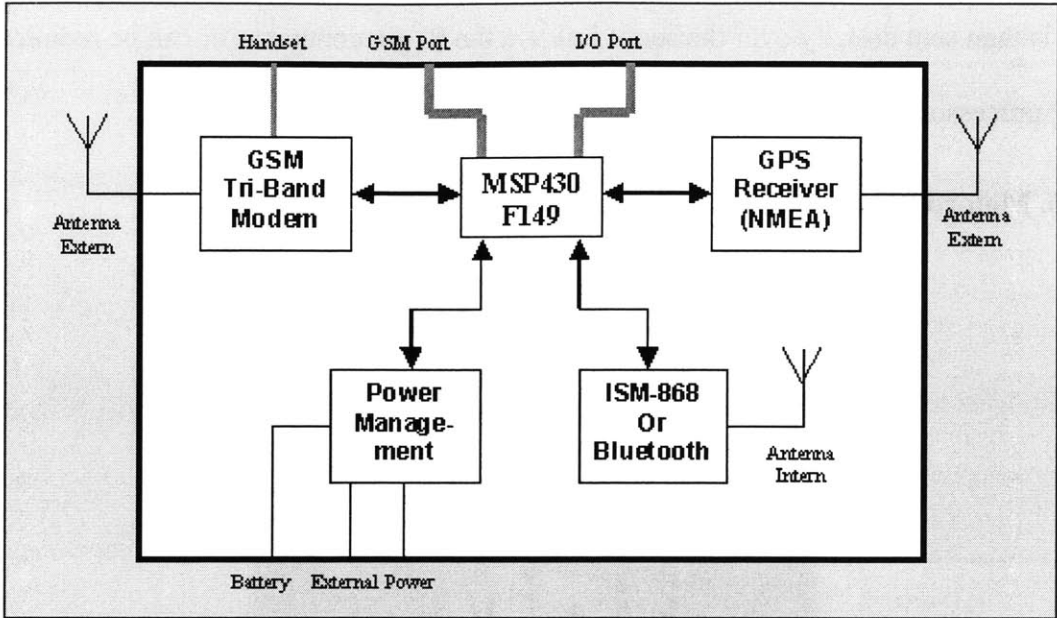 Handset
GSM Port
I/O Port
GSM
Tri-Band
Modem
MSP430
F149
GPS
Receiver
(NMEA)
Antenna
Extern
Antenna
Extern
Power
Manage-
ment
ISM-868
Or
Bluetooth
Antenna
Intern
Battery
External Power